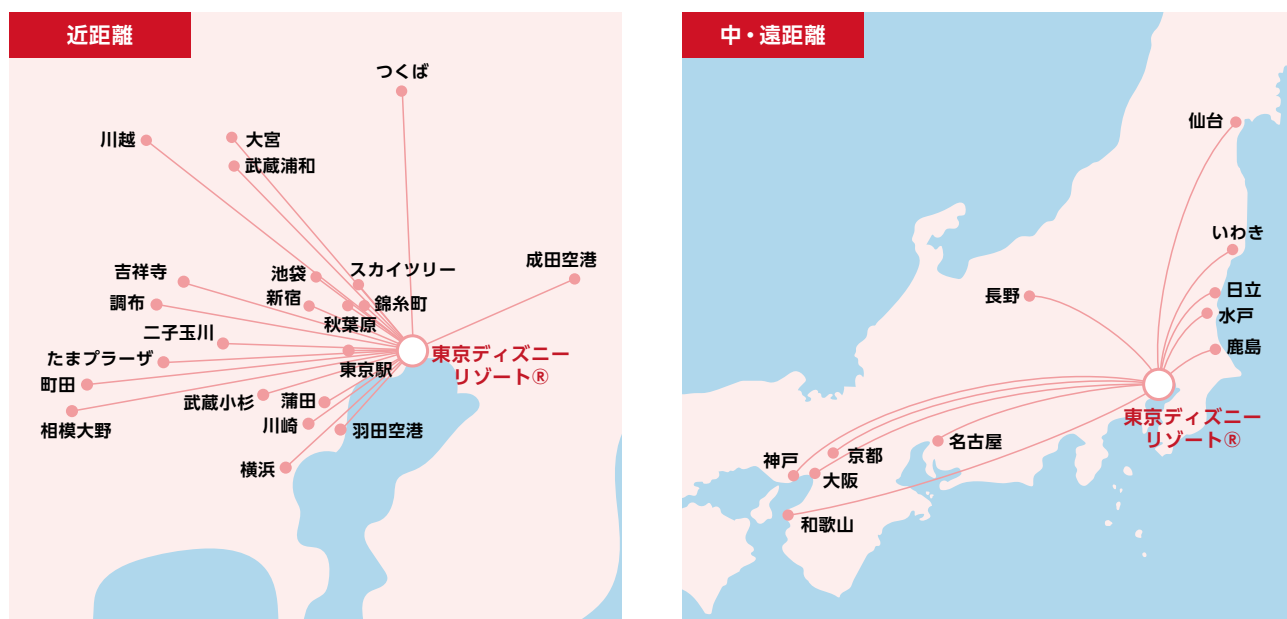 近距離
つくば
川越
大宮
武蔵浦和
成田空港
スカイツリー
池袋
吉祥寺
新宿
錦糸町
調布
秋葉原
二子玉川
東京ディズニー
リゾート®
たまプラーザ
東京駅
町田
武蔵小杉
蒲田
川崎
相模大野
羽田空港
横浜
中・遠距離
仙台
いわき
日立
長野
水戸
鹿島
東京ディズニー
リゾート®
名古屋
京都
神戸
大阪
和歌山